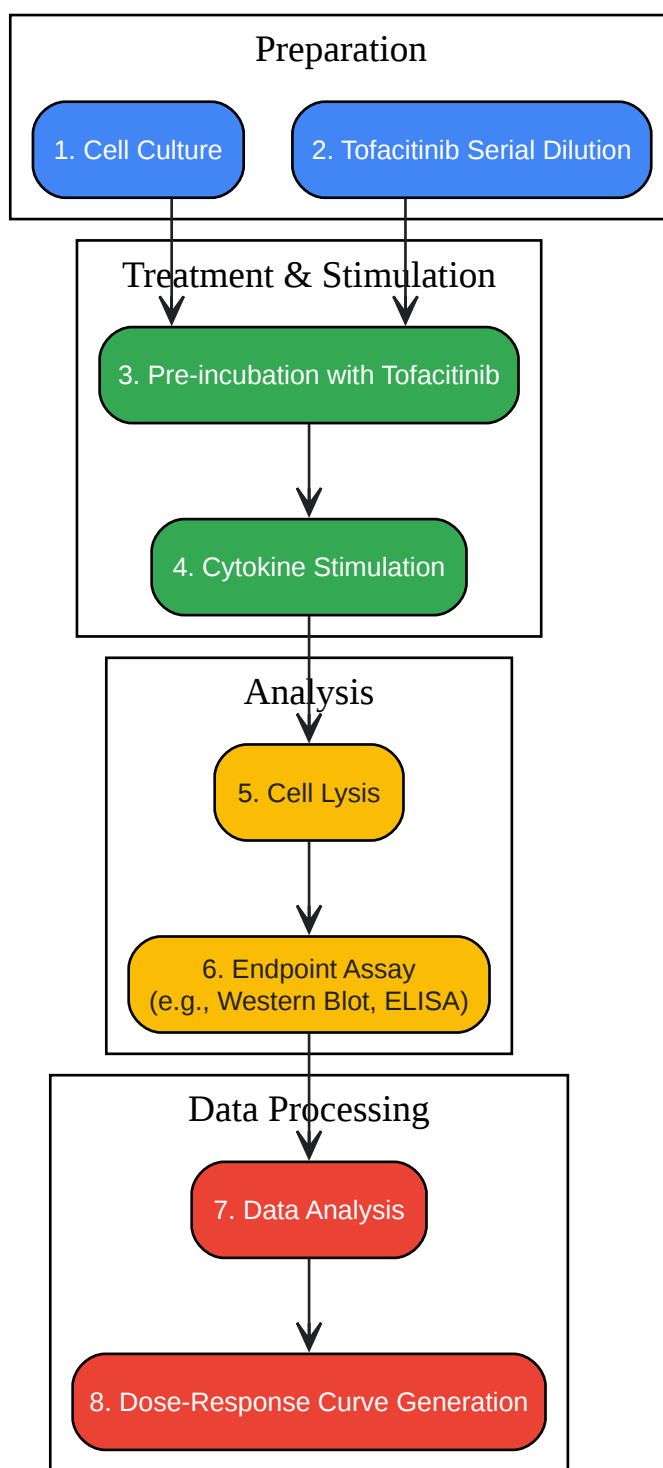 Preparation
1. Cell Culture
2. Tofacitinib Serial Dilution
Treatment & Stimulation
3. Pre-incubation with Tofacitinib
4. Cytokine Stimulation
Analysis
5. Cell Lysis
6. Endpoint Assay
(e.g., Western Blot, ELISA)
Data Processing
7. Data Analysis
8. Dose-Response Curve Generation